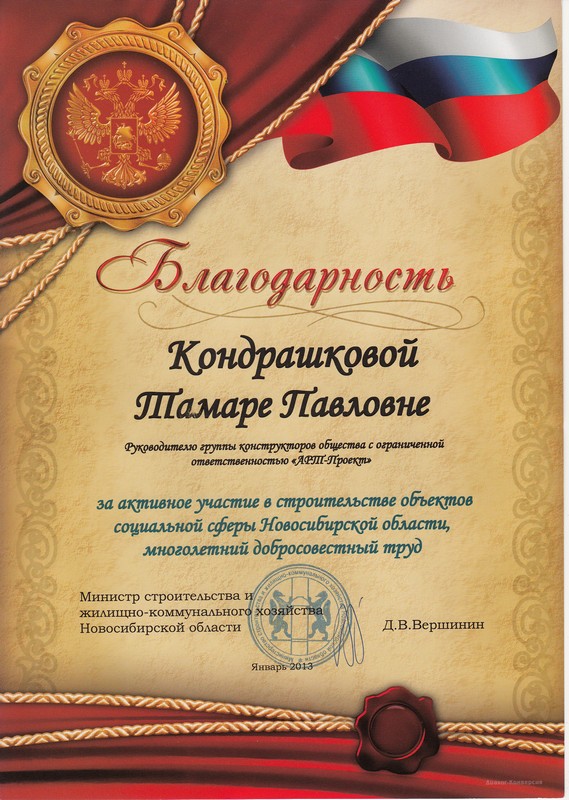 Благодарность
Кондрашковой
Тамаре Павловне
Руководителю группы конструкторов общества с ограниченной
ответственностью «АРТ-Проект»
за активное участие в строительстве объектов
социальной сферы Новосибирской области,
многолетний добросовестный труд
Министр строительства и
жилищно-коммунального хозяйства
Новосибирской области
Д.В.Вершинин
Январь 2013